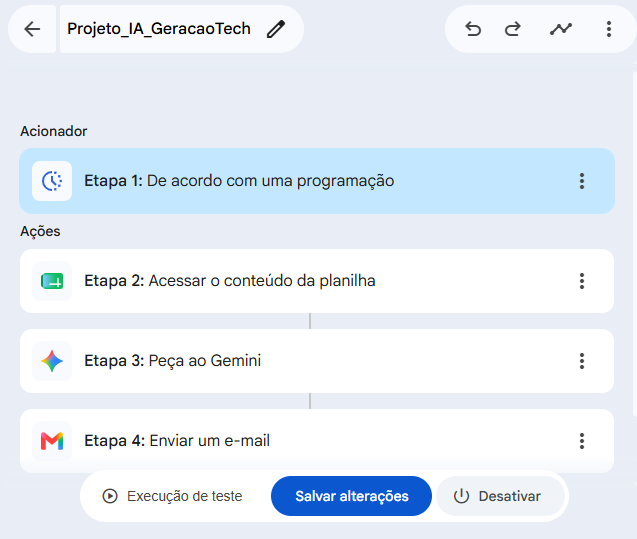 Projeto_IA_GeracaoTech
Acionador
Etapa 1: De acordo com uma programação
Ações
Etapa 2: Acessar o conteúdo da planilha
Etapa 3: Peça ao Gemini
Etapa 4: Enviar um e-mail
Execução de teste
Salvar alterações
Desativar